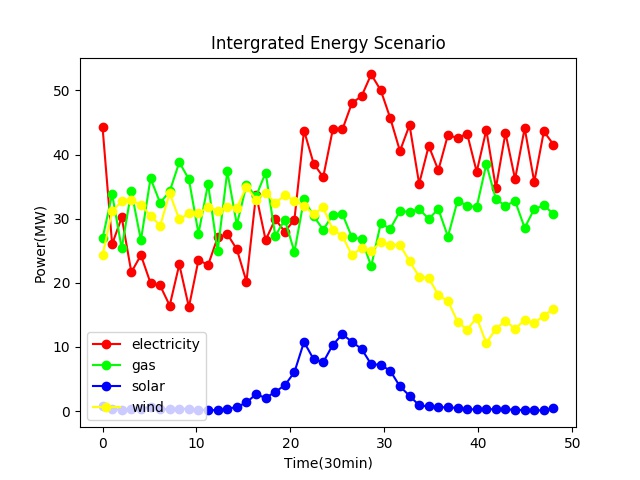 Intergrated Energy Scenario
Power(MW)
50
40
30
20
10
0
electricity
gas
solar
wind
0 10 20 30 40 50
Time(30min)